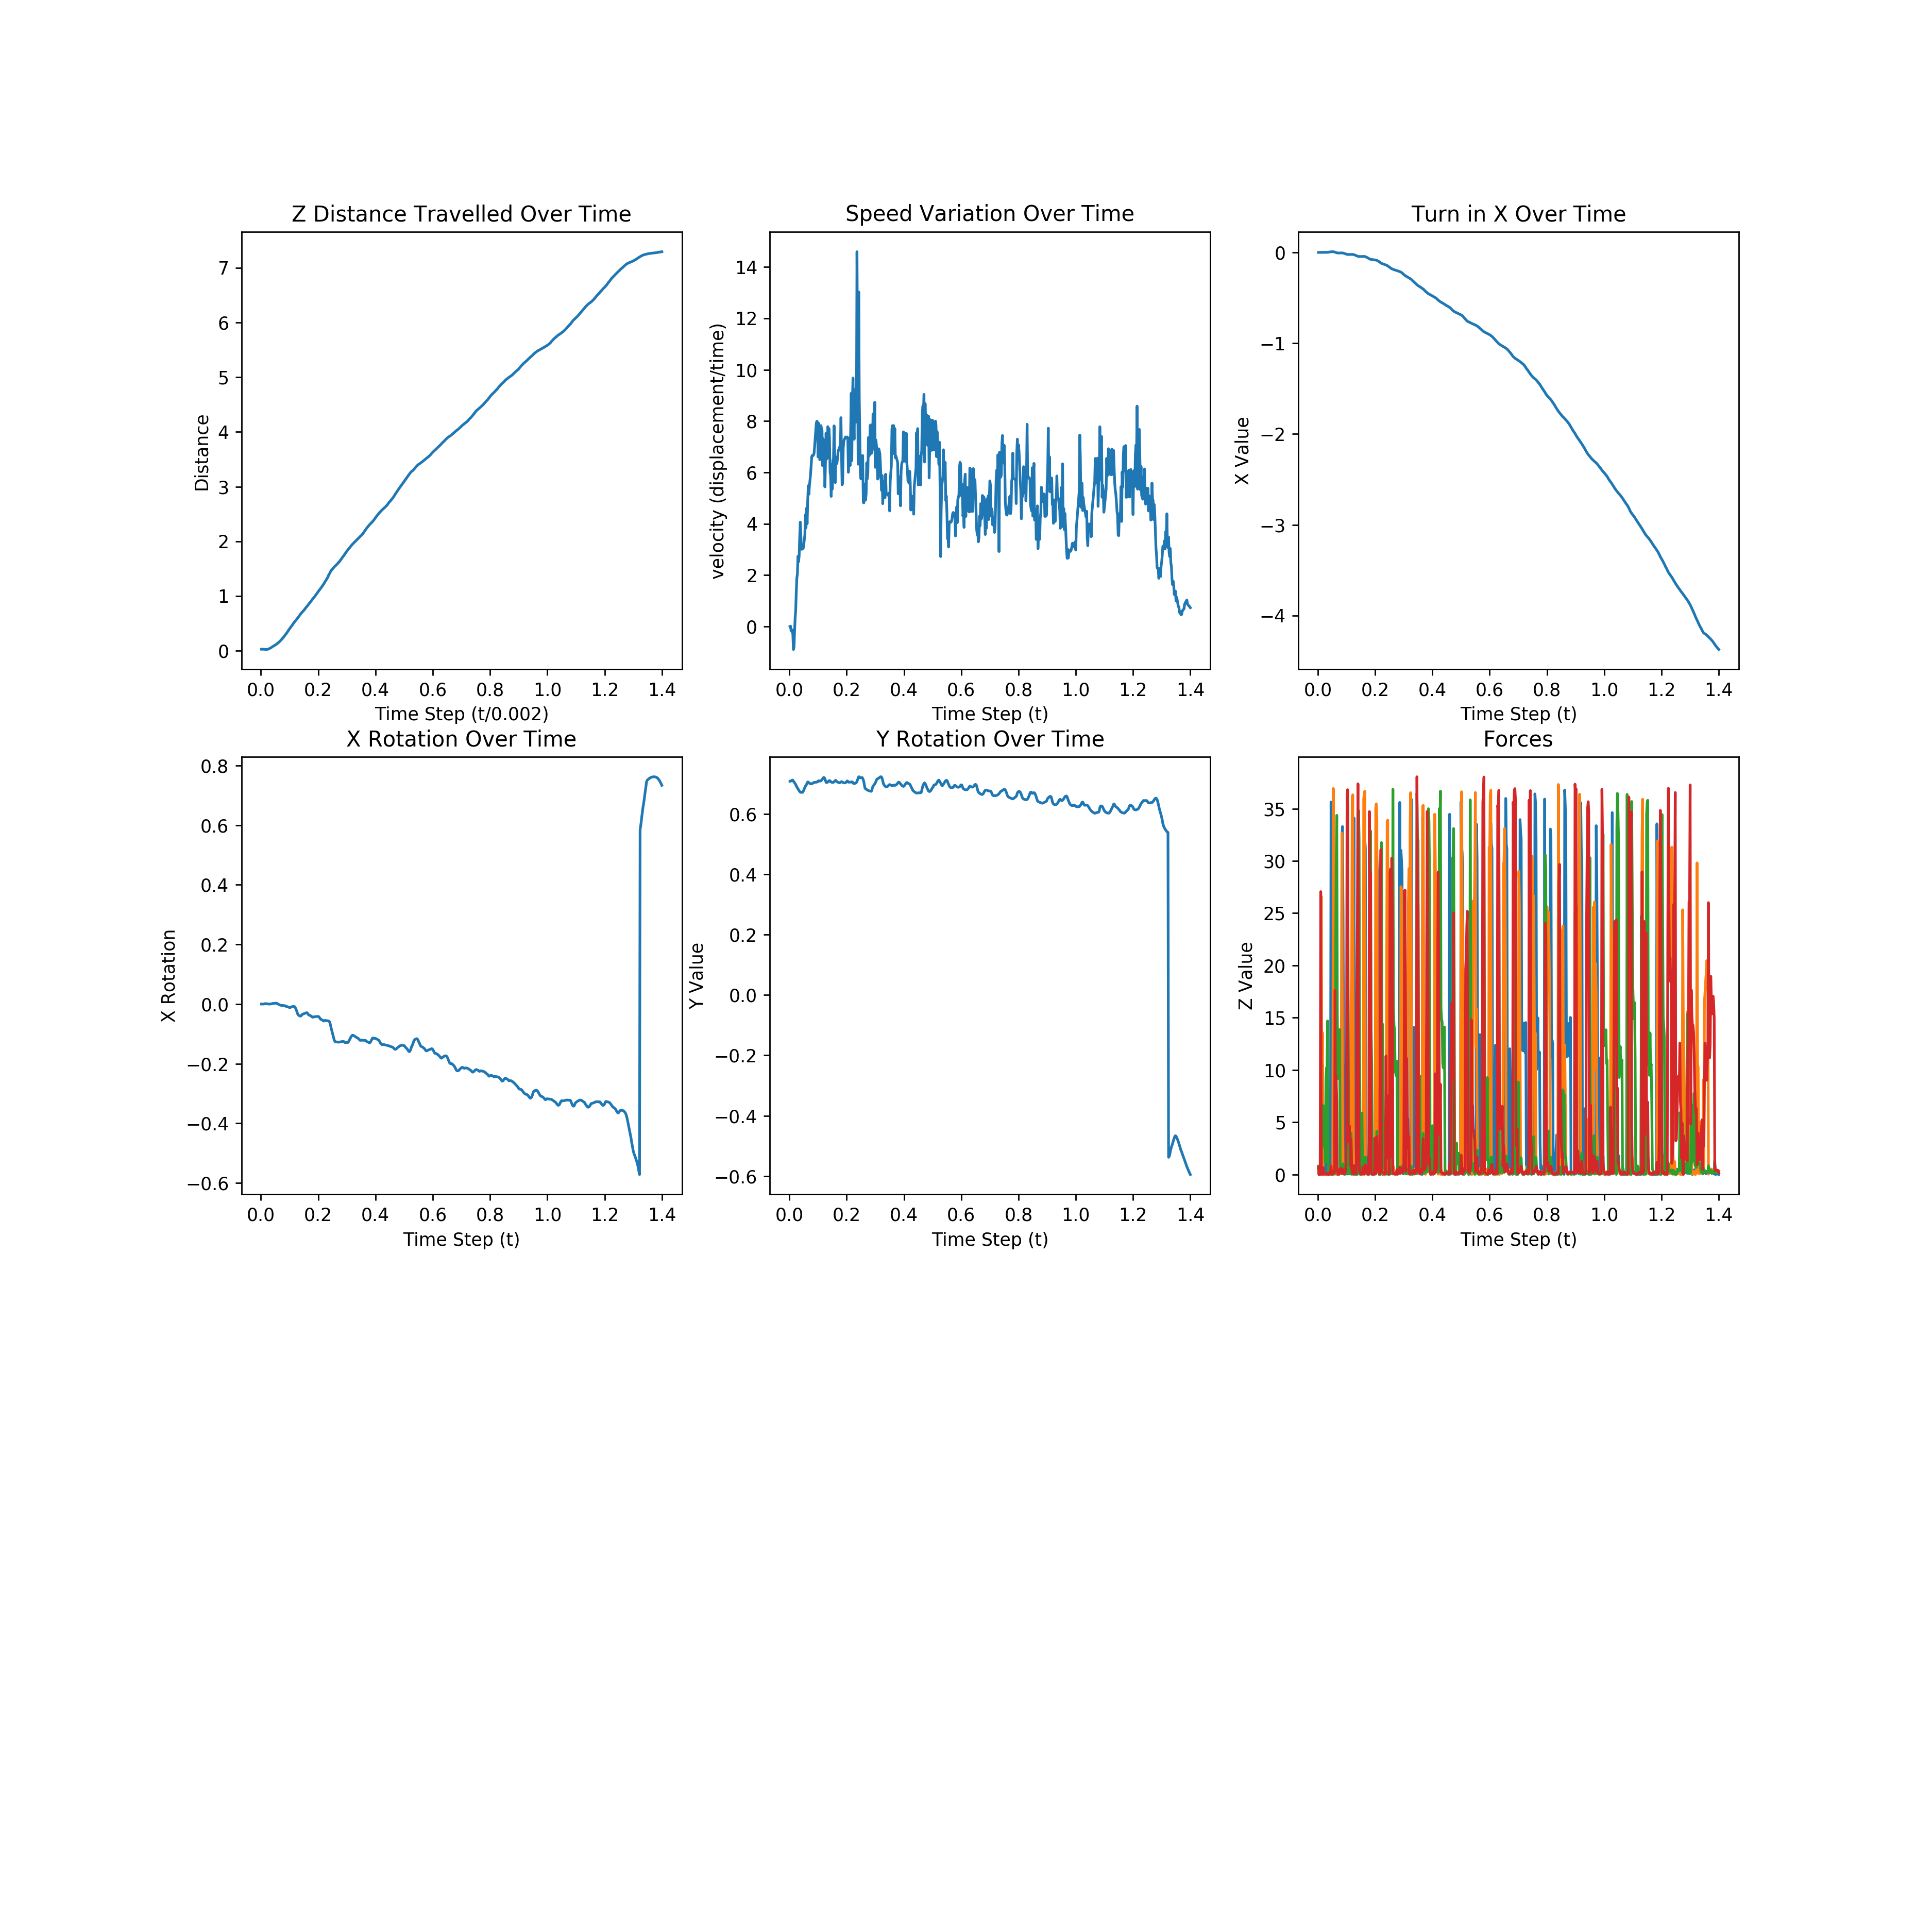 Z Distance Travelled Over Time
Distance
7
6
5
4
3
2
1
0
0.0 0.2 0.4 0.6 0.8 1.0 1.2 1.4
Time Step (t/0.002)
Speed Variation Over Time
velocity (displacement/time)
14
12
10
8
6
4
2
0
0.0 0.2 0.4 0.6 0.8 1.0 1.2 1.4
Time Step (t)
Turn in X Over Time
X Value
0
−1
−2
−3
−4
0.0 0.2 0.4 0.6 0.8 1.0 1.2 1.4
Time Step (t)
X Rotation Over Time
X Rotation
0.8
0.6
0.4
0.2
0.0
−0.2
−0.4
−0.6
0.0 0.2 0.4 0.6 0.8 1.0 1.2 1.4
Time Step (t)
Y Rotation Over Time
Y Value
0.6
0.4
0.2
0.0
−0.2
−0.4
−0.6
0.0 0.2 0.4 0.6 0.8 1.0 1.2 1.4
Time Step (t)
Forces
Z Value
35
30
25
20
15
10
5
0
0.0 0.2 0.4 0.6 0.8 1.0 1.2 1.4
Time Step (t)